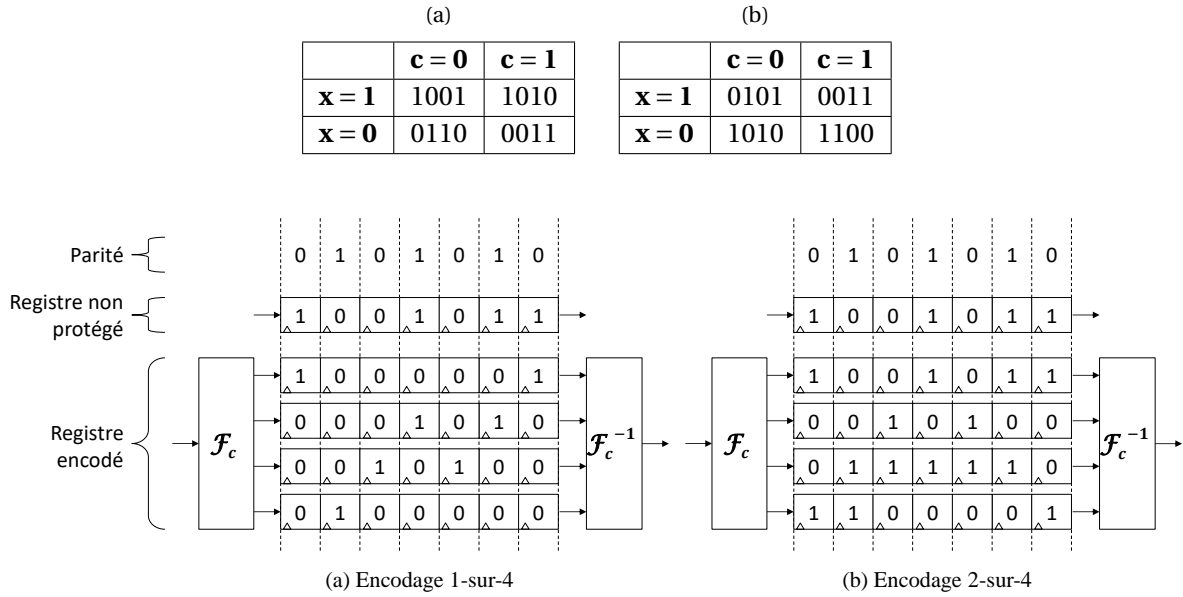 (a) (b)
c = 0 c = 1 c = 0 c = 1
x = 1 1001 1010 x = 1 0101 0011
x = 0 0110 0011 x = 0 1010 1100
Parité 0 1 0 1 0 1 0 0 1 0 1 0 1 0
Registre non
protégé 1 0 0 1 0 1 1 1 0 0 1 0 1 1
1 0 0 0 0 0 1 1 0 0 1 0 1 1
0 0 0 1 0 1 0 0 0 1 0 1 0 0
Registre
encodé
ℱc ℱc⁻¹ ℱc ℱc⁻¹
0 0 1 0 1 0 0 0 1 1 1 1 1 0
0 1 0 0 0 0 0 1 1 0 0 0 0 1
(a) Encodage 1-sur-4 (b) Encodage 2-sur-4